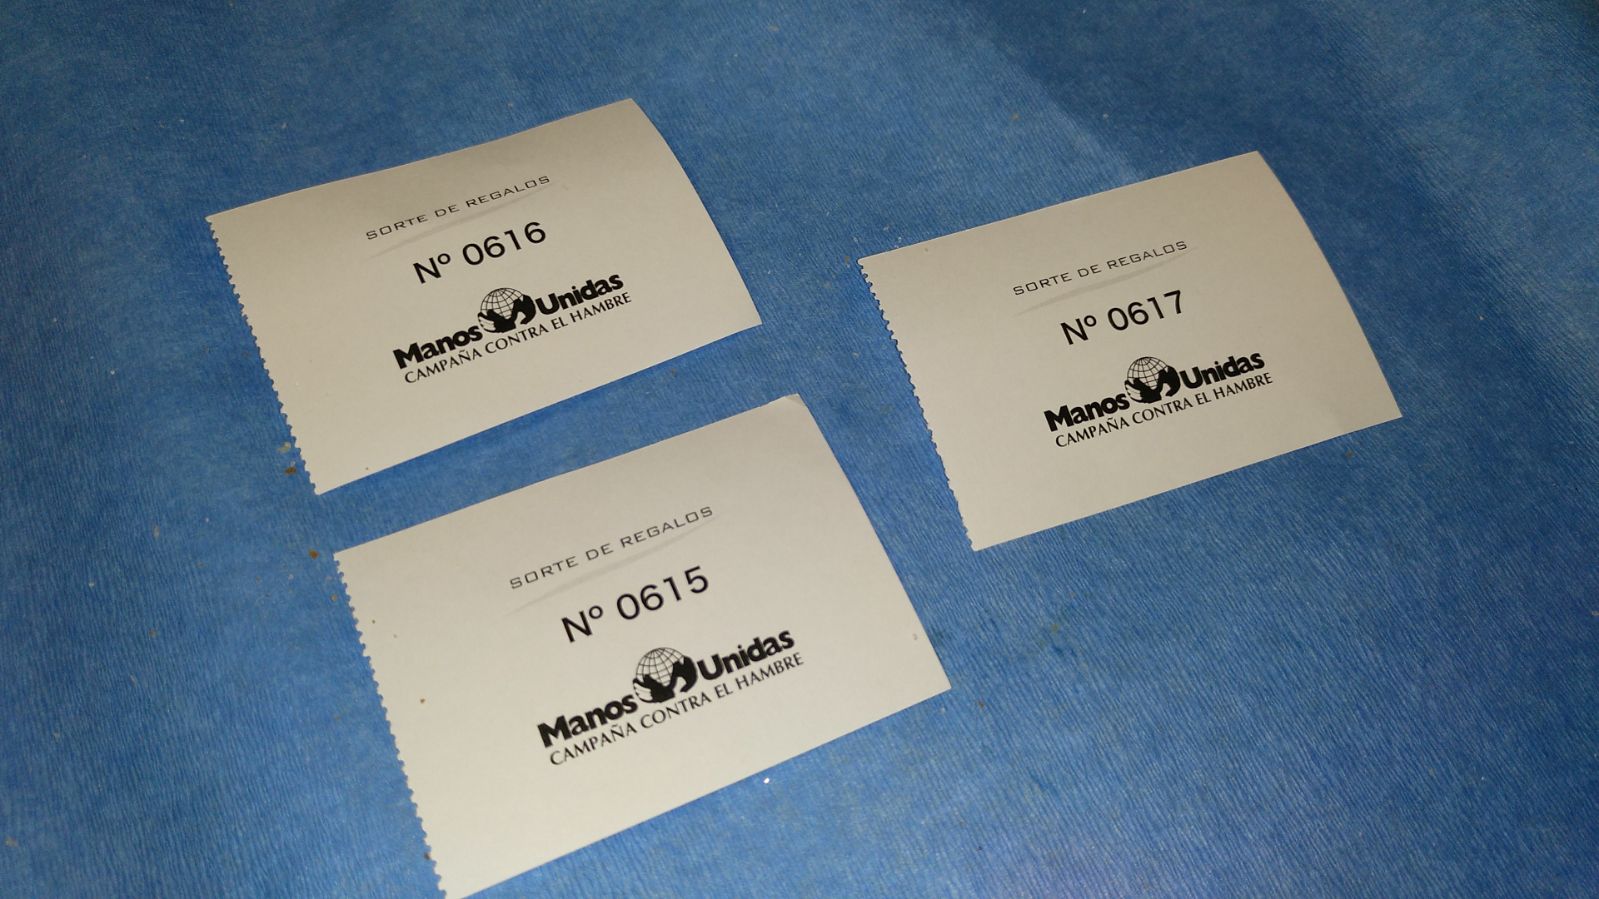 SORTE DE REGALOS
Nº 0616
Manos Unidas
CAMPAÑA CONTRA EL HAMBRE
SORTE DE REGALOS
Nº 0617
Manos Unidas
CAMPAÑA CONTRA EL HAMBRE
SORTE DE REGALOS
Nº 0615
Manos Unidas
CAMPAÑA CONTRA EL HAMBRE